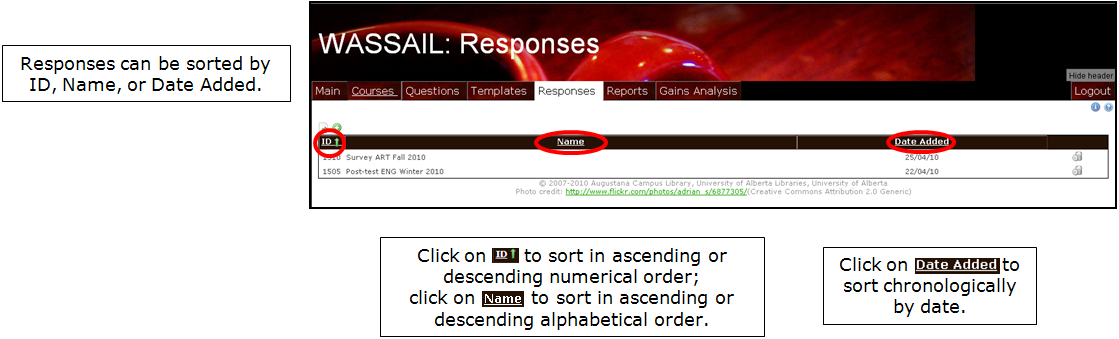 Responses can be sorted by
ID, Name, or Date Added.
WASSAIL: Responses
Hide header
Main Courses Questions Templates Responses Reports Gains Analysis Logout
ID Name Date Added
1510 Survey ART Fall 2010 25/04/10
1505 Post-test ENG Winter 2010 22/04/10
© 2007-2010 Augustana Campus Library, University of Alberta Libraries, University of Alberta
Photo credit: http://www.flickr.com/photos/adrian_s/6877305/(Creative Commons Attribution 2.0 Generic)
Click on ID↑ to sort in ascending or
descending numerical order;
click on Name to sort in ascending or
descending alphabetical order.
Click on Date Added to
sort chronologically
by date.